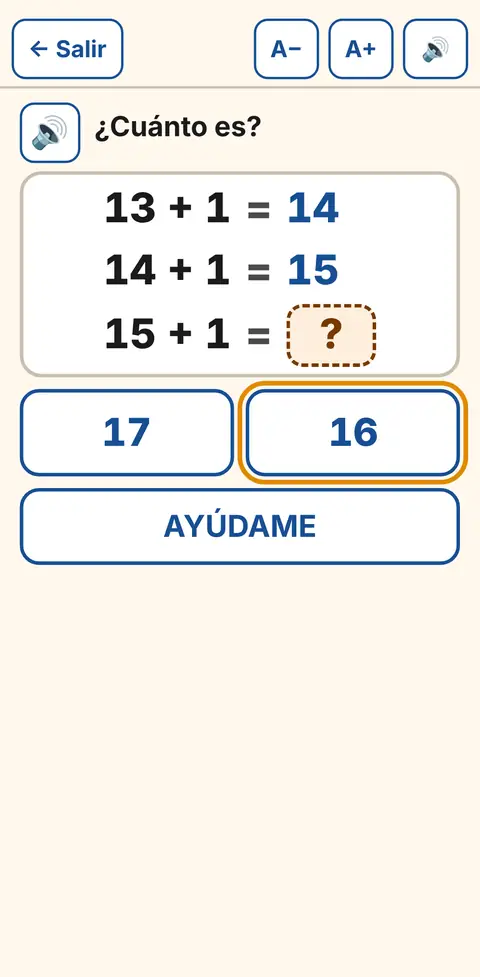 ← Salir
A−
A+
¿Cuánto es?
13 + 1 = 14
14 + 1 = 15
15 + 1 = ?
17
16
AYÚDAME